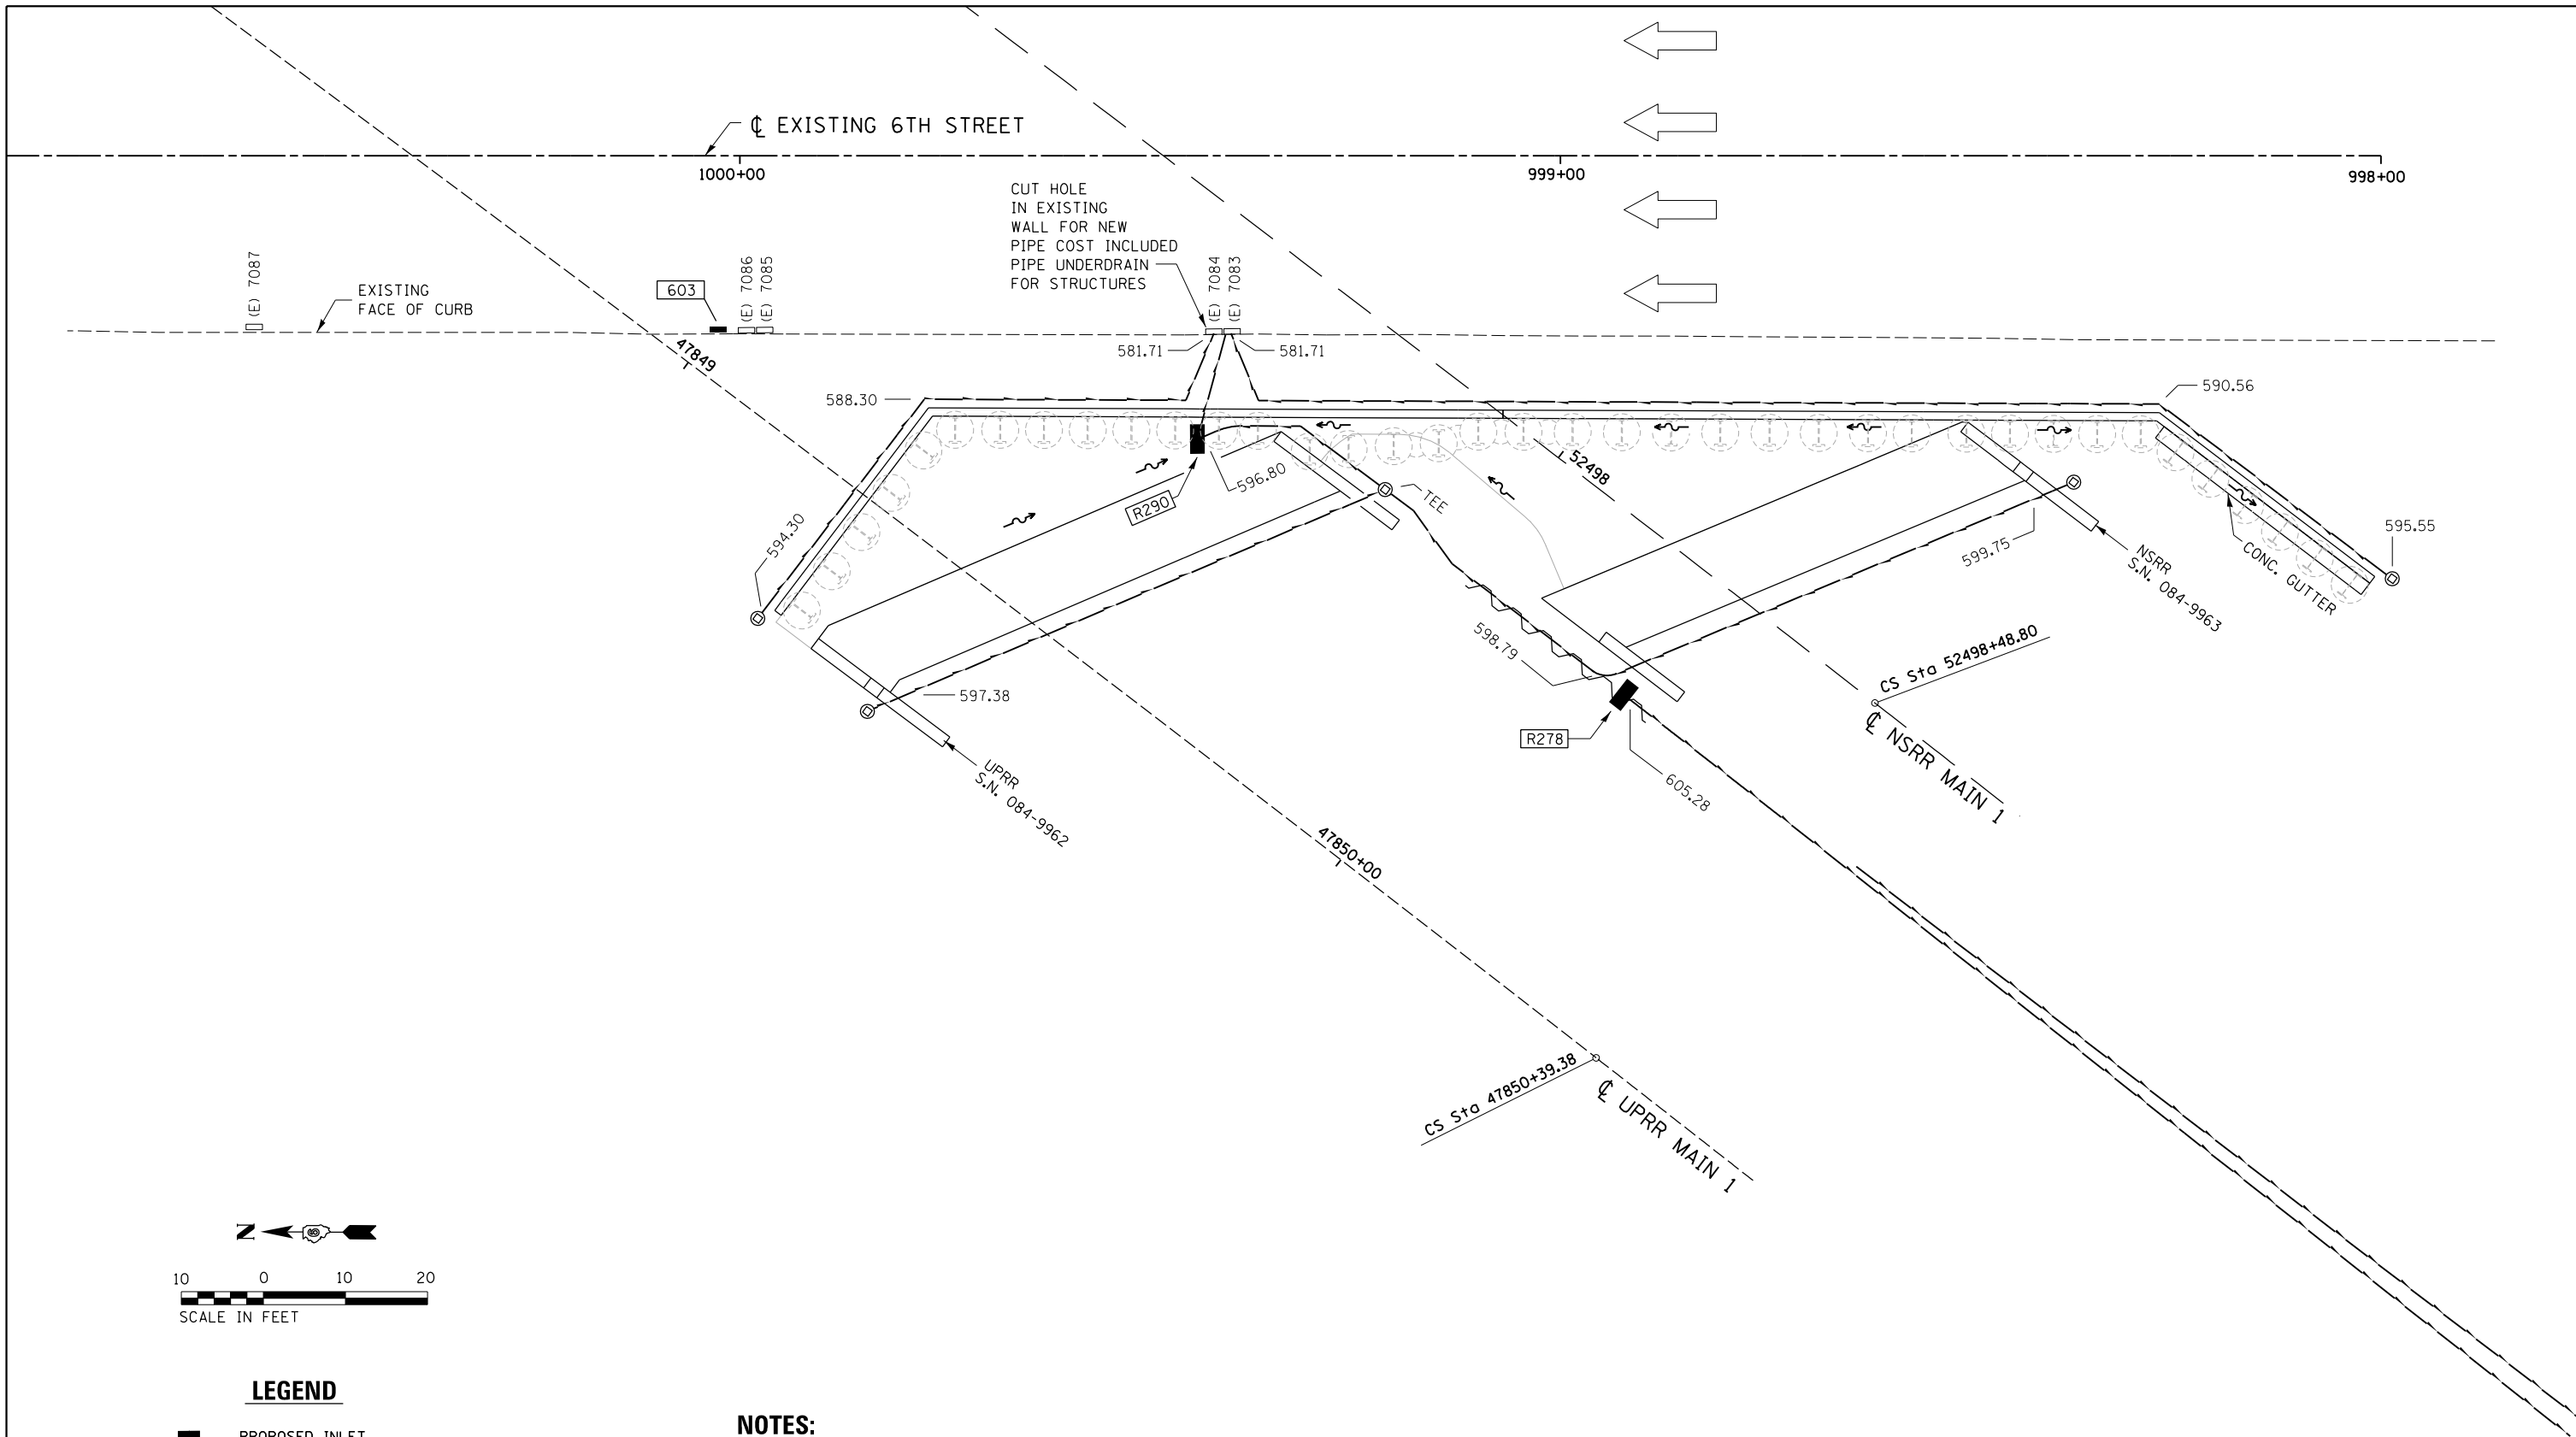 ℄ EXISTING 6TH STREET
1000+00
999+00
998+00
CUT HOLE
IN EXISTING
WALL FOR NEW
PIPE COST INCLUDED
PIPE UNDERDRAIN
FOR STRUCTURES
(E) 7087
EXISTING
FACE OF CURB
603
(E) 7086
(E) 7085
(E) 7084
(E) 7083
47849
581.71
581.71
588.30
590.56
52498
596.80
R290
TEE
594.30
595.55
599.75
NSRR
S.N. 084-9963
CONC. GUTTER
598.79
CS Sta 52498+48.80
℄ NSRR MAIN 1
597.38
R278
605.28
UPRR
S.N. 084-9962
47850+00
CS Sta 47850+39.38
℄ UPRR MAIN 1
N
10 0 10 20
SCALE IN FEET
LEGEND
PROPOSED INLET
NOTES: